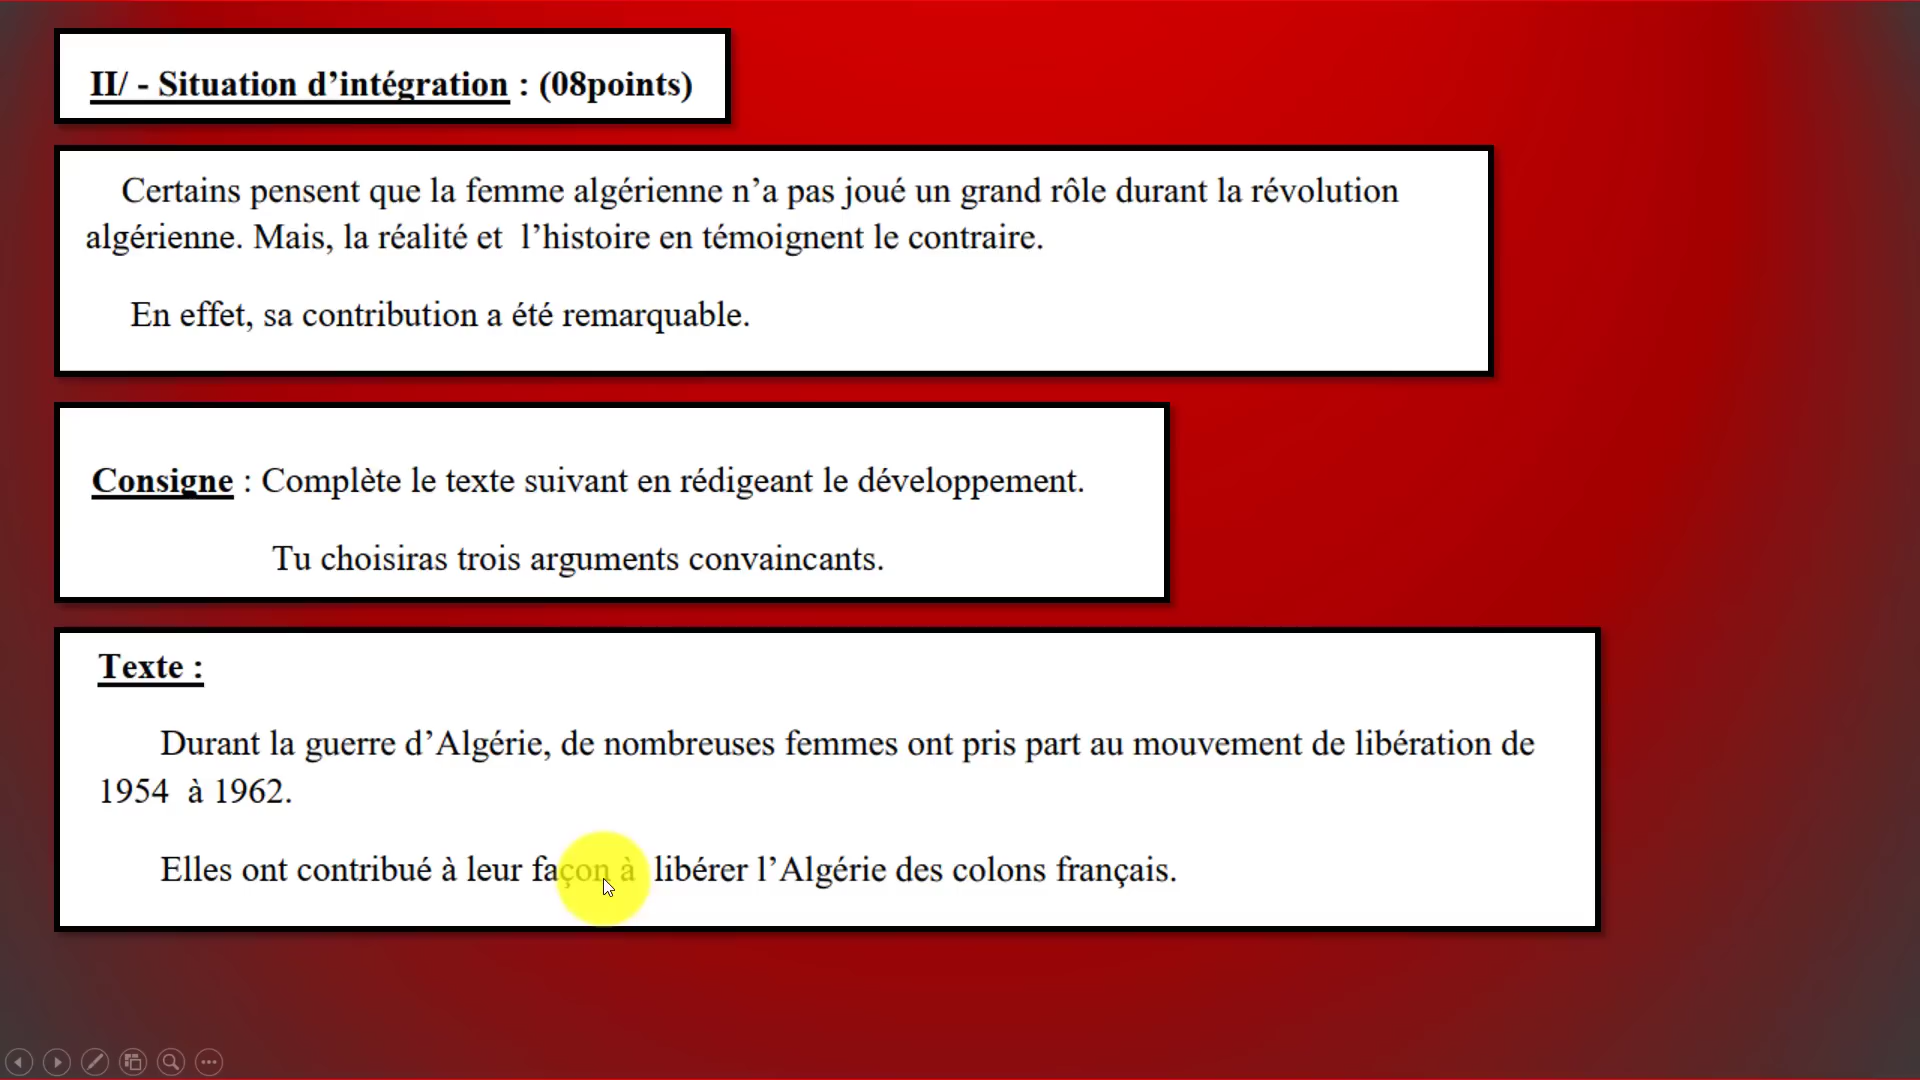 II/ - Situation d’intégration : (08points)
Certains pensent que la femme algérienne n’a pas joué un grand rôle durant la révolution
algérienne. Mais, la réalité et l’histoire en témoignent le contraire.
En effet, sa contribution a été remarquable.
Consigne : Complète le texte suivant en rédigeant le développement.
Tu choisiras trois arguments convaincants.
Texte :
Durant la guerre d’Algérie, de nombreuses femmes ont pris part au mouvement de libération de
1954 à 1962.
Elles ont contribué à leur façon à libérer l’Algérie des colons français.